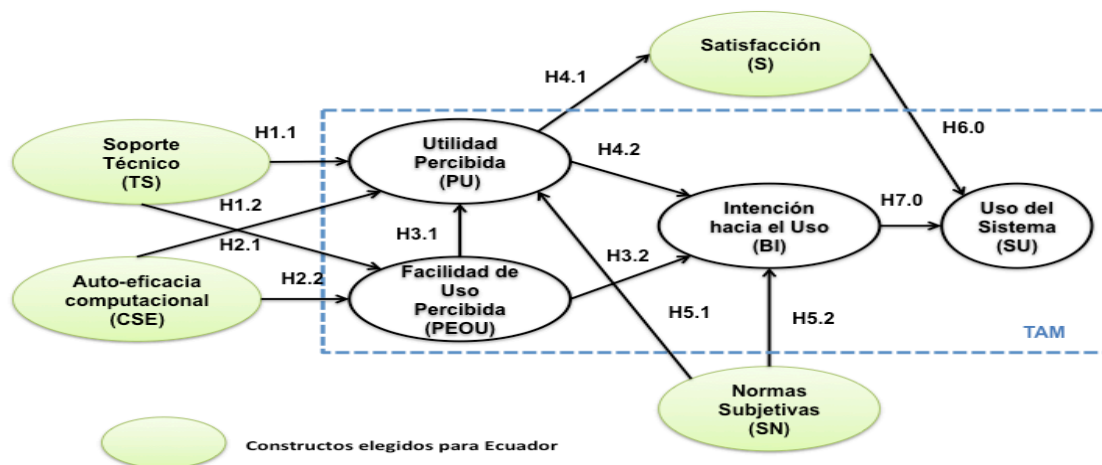 Satisfacción
(S)
H4.1
H1.1
Soporte
Técnico
(TS)
Utilidad
Percibida
(PU)
H4.2
H6.0
H1.2
H2.1
H3.1
Intención
hacia el Uso
(BI)
H7.0
Uso del
Sistema
(SU)
Auto-eficacia
computacional
(CSE)
H2.2
Facilidad de
Uso
Percibida
(PEOU)
H3.2
H5.1
H5.2
TAM
Normas
Subjetivas
(SN)
Constructos elegidos para Ecuador